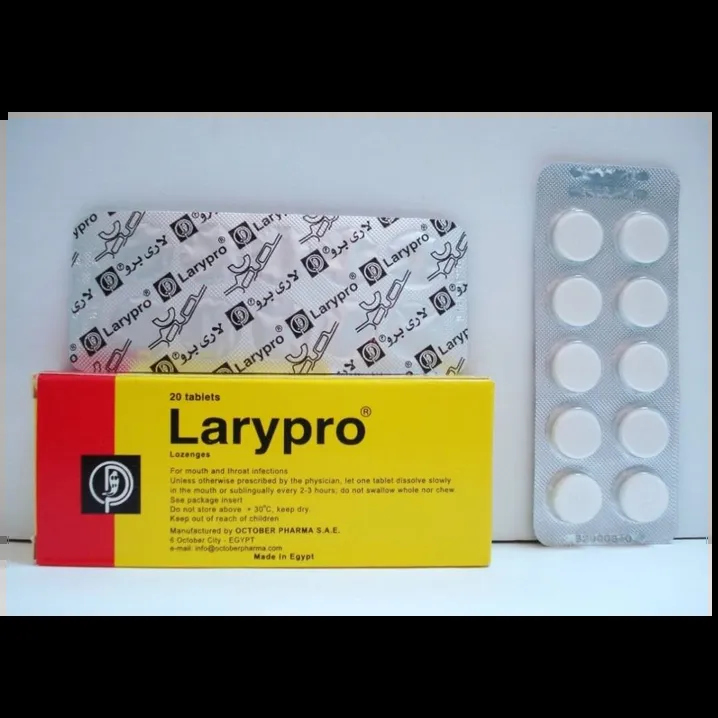 Larypro®
لاري برو®
20 tablets
Larypro®
Lozenges
For mouth and throat infections
Unless otherwise prescribed by the physician, let one tablet dissolve slowly
in the mouth or sublingually every 2-3 hours; do not swallow whole nor chew.
See package insert
Do not store above + 30°C, keep dry.
Keep out of reach of children
Manufactured by OCTOBER PHARMA S.A.E.
6 October City - EGYPT
e-mail: info@octoberpharma.com
Made in Egypt